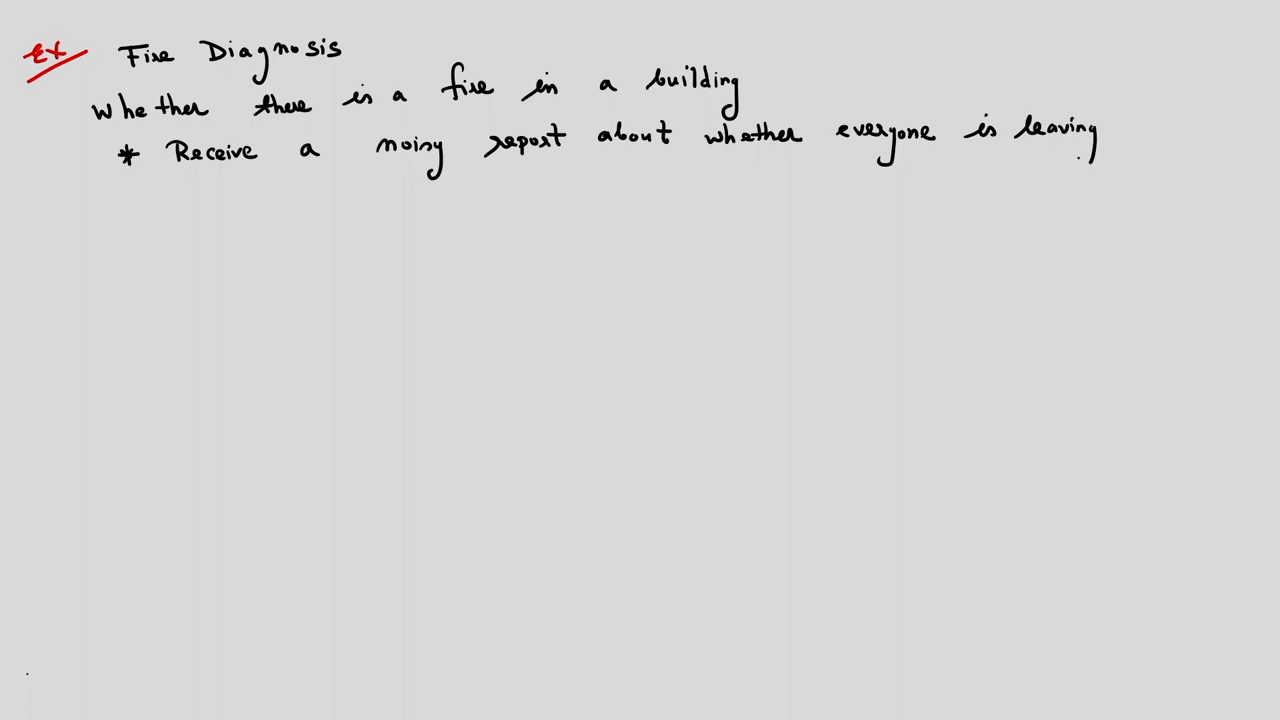 Ex Fire Diagnosis
Whether there is a fire in a building
* Receive a noisy report about whether everyone is leaving